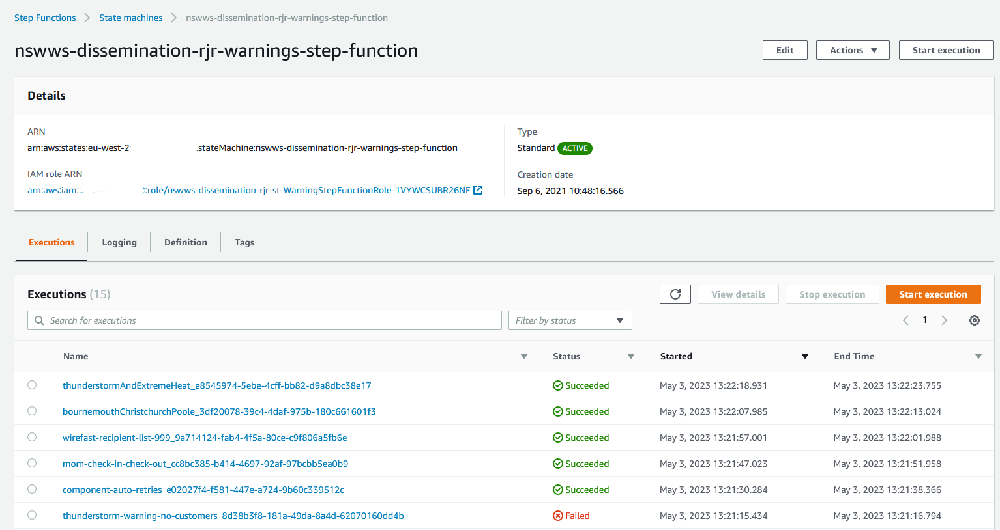 Step Functions > State machines > nswws-dissemination-rjr-warnings-step-function
nswws-dissemination-rjr-warnings-step-function
Edit
Actions
Start execution
Details
ARN
arn:aws:states:eu-west-2
.stateMachine:nswws-dissemination-rjr-warnings-step-function
IAM role ARN
arn:aws:iam::
:role/nswws-dissemination-rjr-st-WarningStepFunctionRole-1VYWCSUBR26NF
Type
Standard ACTIVE
Creation date
Sep 6, 2021 10:48:16.566
Executions Logging Definition Tags
Executions (15)
View details
Stop execution
Start execution
Search for executions
Filter by status
1
Name Status Started End Time
thunderstormAndExtremeHeat_e8545974-5ebe-4cff-bb82-d9a8dbc38e17 Succeeded May 3, 2023 13:22:18.931 May 3, 2023 13:22:23.755
bournemouthChristchurchPoole_3df20078-39c4-4daf-975b-180c661601f3 Succeeded May 3, 2023 13:22:07.985 May 3, 2023 13:22:13.024
wirefast-recipient-list-999_9a714124-fab4-4f5a-80ce-c9f806a5fb6e Succeeded May 3, 2023 13:21:57.001 May 3, 2023 13:22:01.988
mom-check-in-check-out_cc8bc385-b414-4697-92af-97bcbb5ea0b9 Succeeded May 3, 2023 13:21:47.023 May 3, 2023 13:21:51.958
component-auto-retries_e02027f4-f581-447e-a724-9b60c339512c Succeeded May 3, 2023 13:21:30.284 May 3, 2023 13:21:38.366
thunderstorm-warning-no-customers_8d38b3f8-181a-49da-8a4d-62070160dd4b Failed May 3, 2023 13:21:15.434 May 3, 2023 13:21:16.794